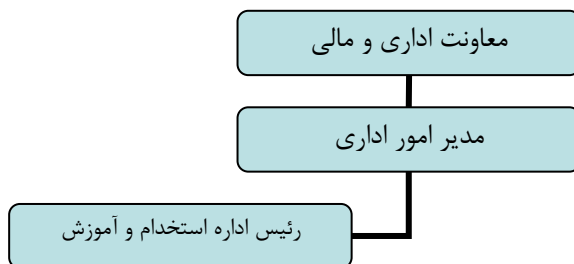 معاونت اداری و مالی
مدیر امور اداری
رئیس اداره استخدام و آموزش